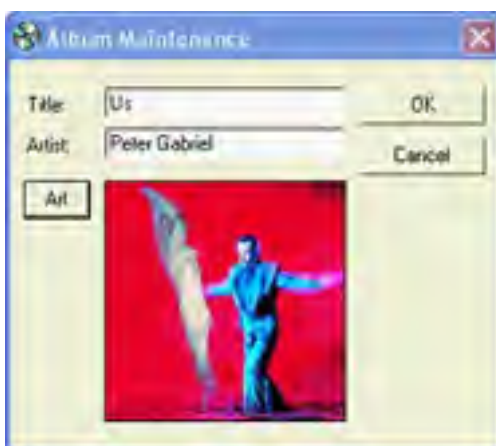 Album Maintenance
Title: Us
OK
Artist: Peter Gabriel
Cancel
Art